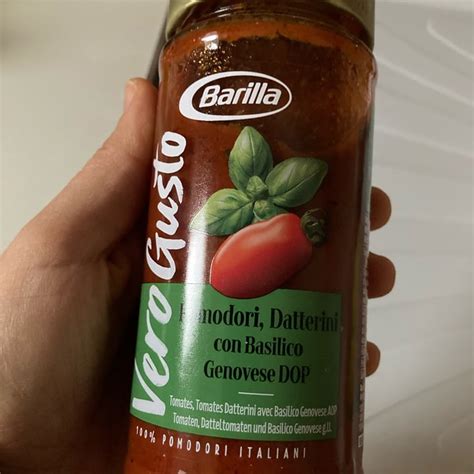 Barilla
Vero Gusto
Pomodori, Datterini
con Basilico
Genovese DOP
Tomates, Tomates Datterini avec Basilico Genovese AOP
Tomaten, Datteltomaten und Basilico Genovese g.U.
100% POMODORI ITALIANI